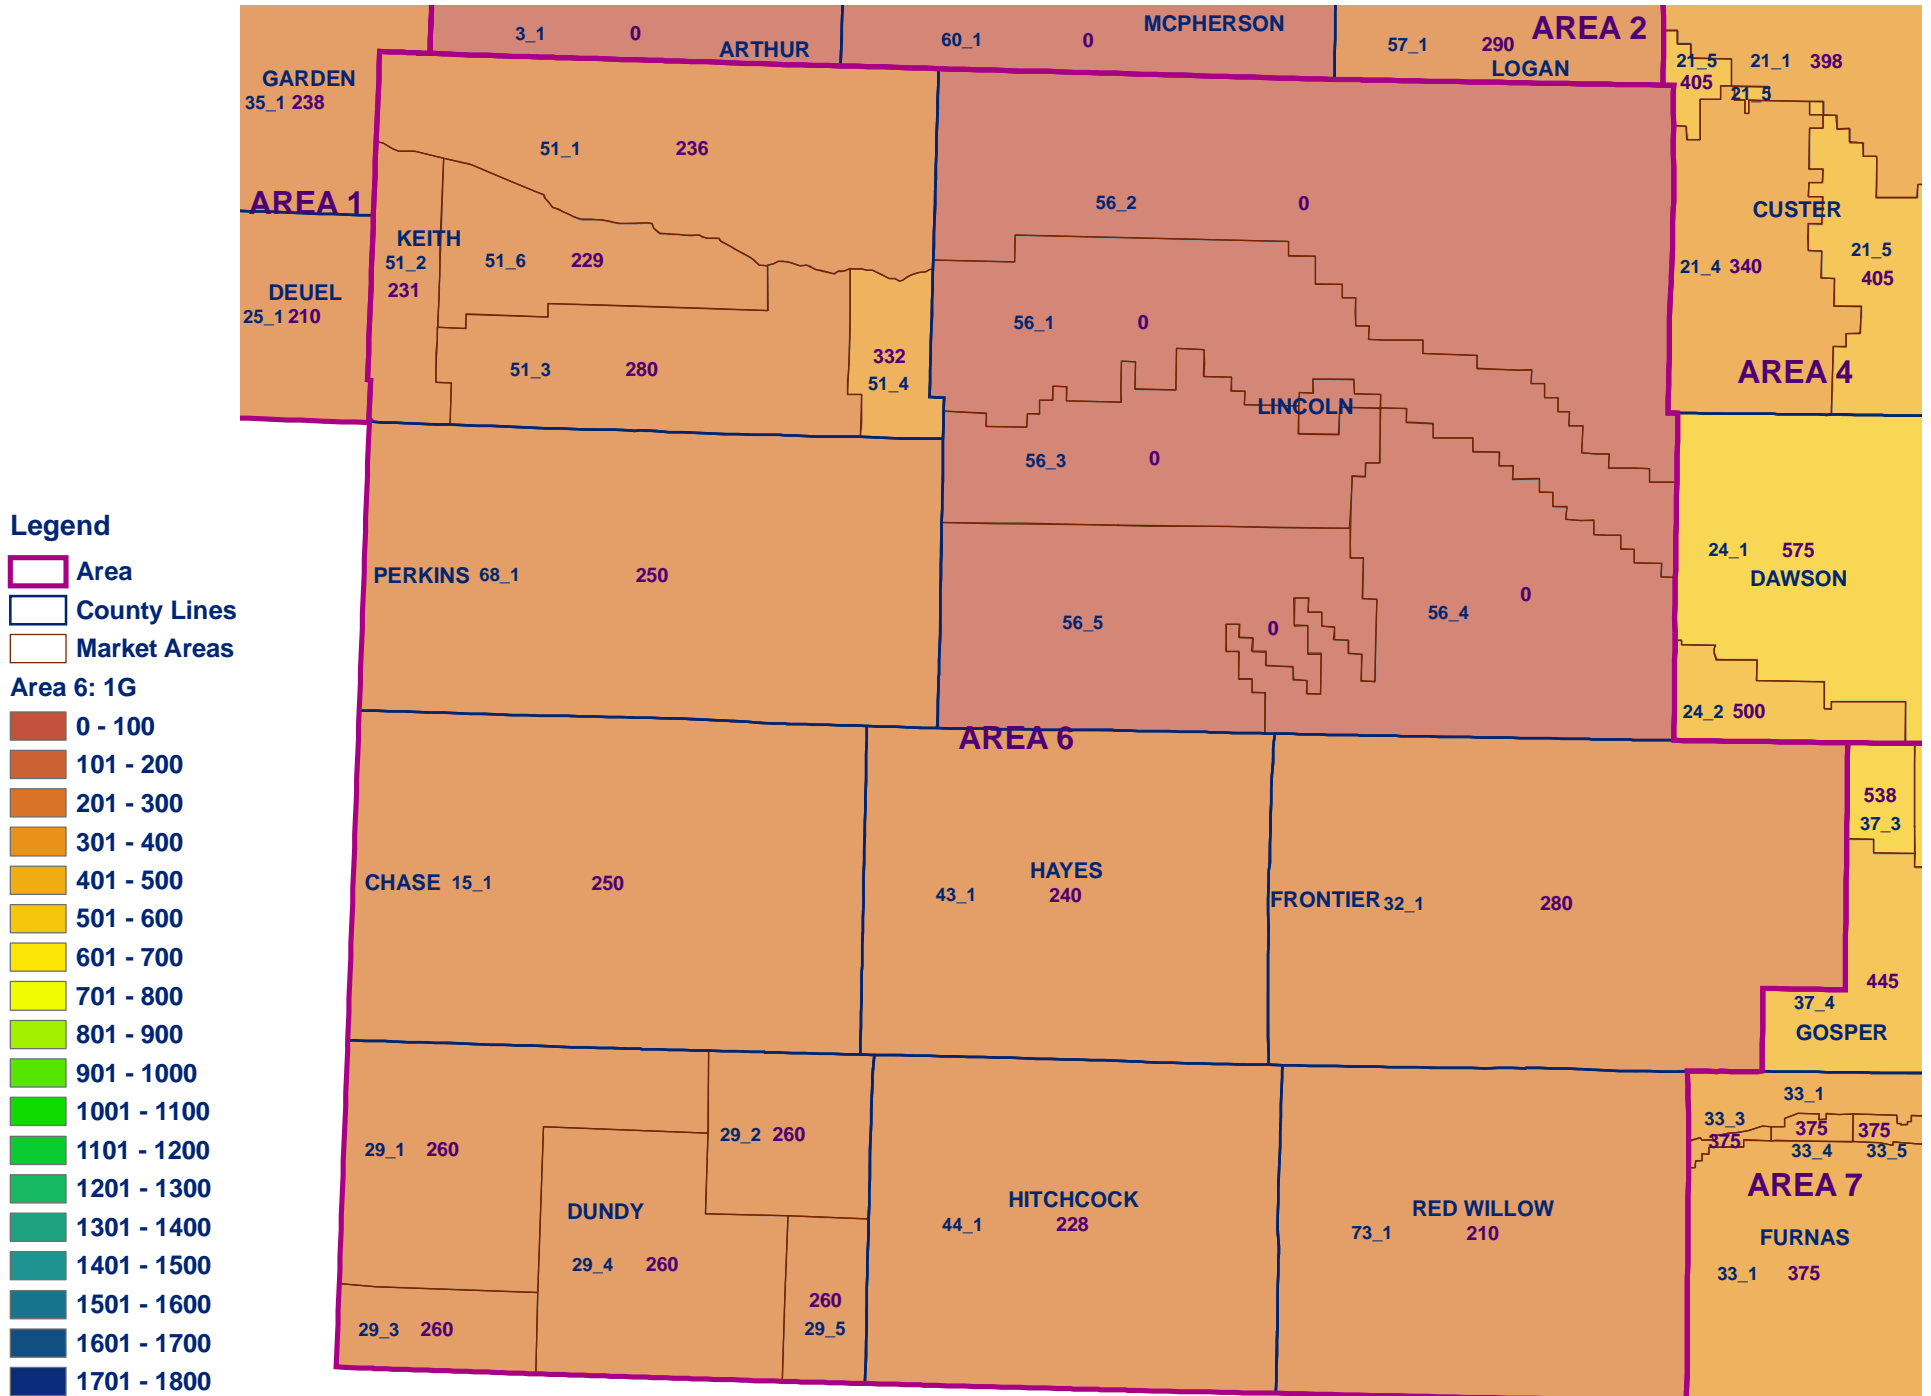 MCPHERSON
AREA 2
3_1 0
ARTHUR
60_1 0
57_1 290
LOGAN
21_5
405
21_1 398
21_5
GARDEN
35_1 238
51_1 236
AREA 1
56_2 0
CUSTER
KEITH
51_2
231
51_6 229
21_4 340
21_5
405
DEUEL
25_1 210
56_1 0
332
51_4
51_3 280
AREA 4
LINCOLN
56_3 0
Legend
Area
County Lines
Market Areas
Area 6: 1G
0 - 100
101 - 200
201 - 300
301 - 400
401 - 500
501 - 600
601 - 700
701 - 800
801 - 900
901 - 1000
1001 - 1100
1101 - 1200
1201 - 1300
1301 - 1400
1401 - 1500
1501 - 1600
1601 - 1700
1701 - 1800
24_1 575
DAWSON
PERKINS 68_1 250
56_5 0
56_4 0
24_2 500
AREA 6
538
37_3
CHASE 15_1 250
HAYES
43_1 240
FRONTIER 32_1 280
445
37_4
GOSPER
33_1
33_3
375
375
33_4
375
33_5
29_1 260
29_2 260
AREA 7
DUNDY
29_4 260
HITCHCOCK
44_1 228
RED WILLOW
73_1 210
FURNAS
33_1 375
29_3 260
260
29_5